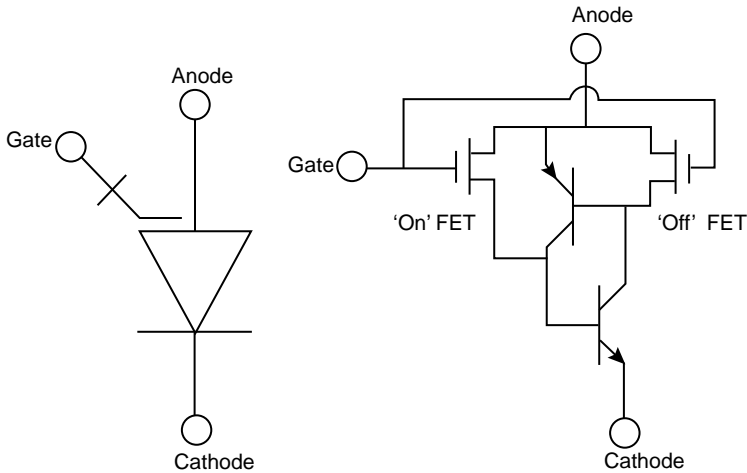 Anode
Gate
Cathode
Anode
Gate
‘On’ FET
‘Off’ FET
Cathode